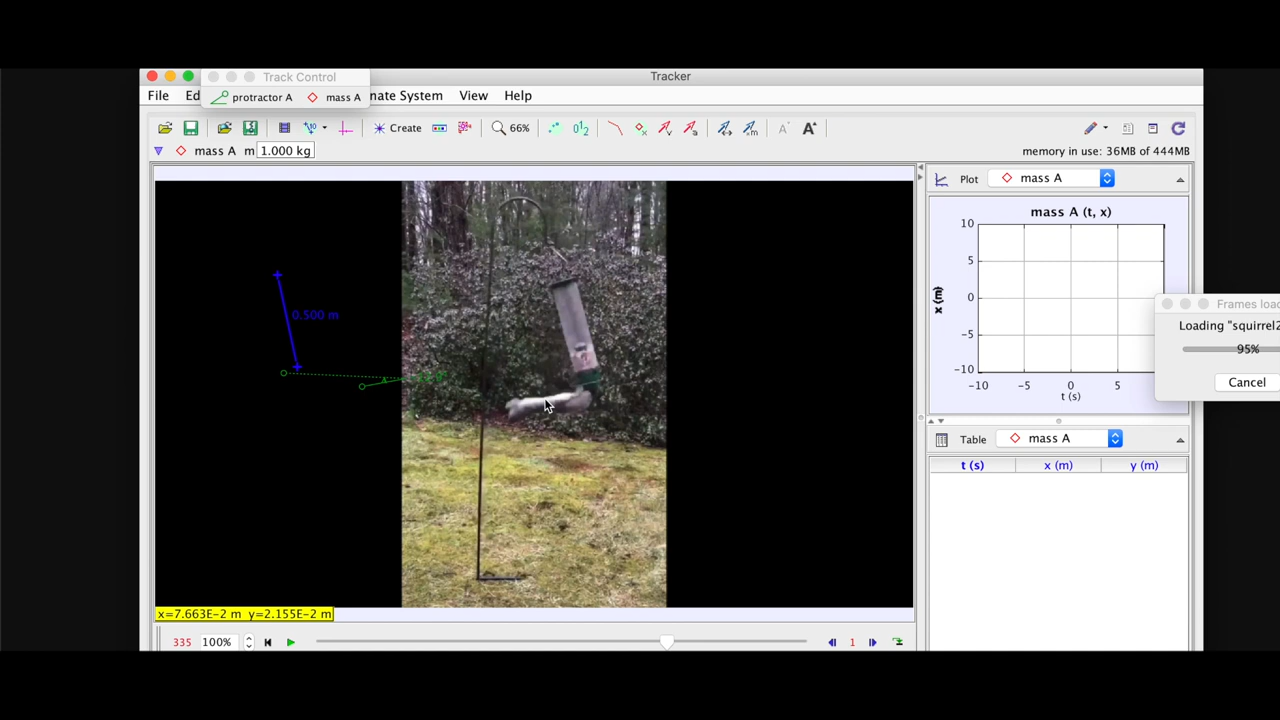 Track Control
Tracker
File Ed nate System View Help
protractor A mass A
Create 66%
mass A m 1.000 kg
memory in use: 36MB of 444MB
Plot mass A
mass A (t, x)
10
5
0
-5
-10
x (m)
-10 -5 0 5
t (s)
0.500 m
A
Frames load
Loading "squirrel2
95%
Cancel
Table mass A
t (s) x (m) y (m)
x=7.663E-2 m y=2.155E-2 m
335 100% 1